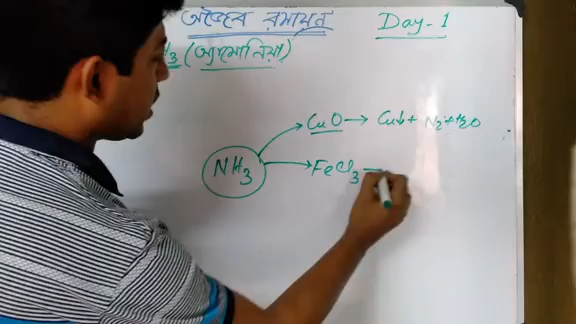 অজৈব রসায়ন Day-1
3 (অ্যামোনিয়া)
CuO → Cu↓ + N₂ + H₂O
NH₃
FeCl₃ →